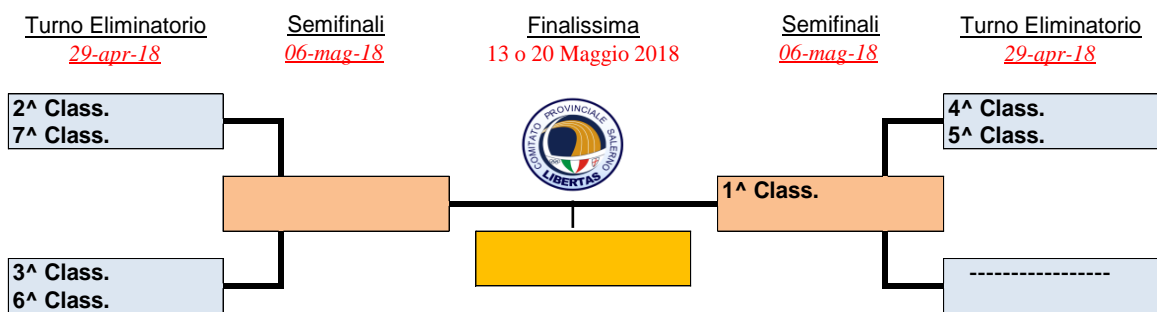 Turno Eliminatorio
29-apr-18
Semifinali
06-mag-18
Finalissima
13 o 20 Maggio 2018
Semifinali
06-mag-18
Turno Eliminatorio
29-apr-18
2^ Class.
7^ Class.
COMITATO PROVINCIALE SALERNO
LIBERTAS
4^ Class.
5^ Class.
1^ Class.
3^ Class.
6^ Class.
-----------------